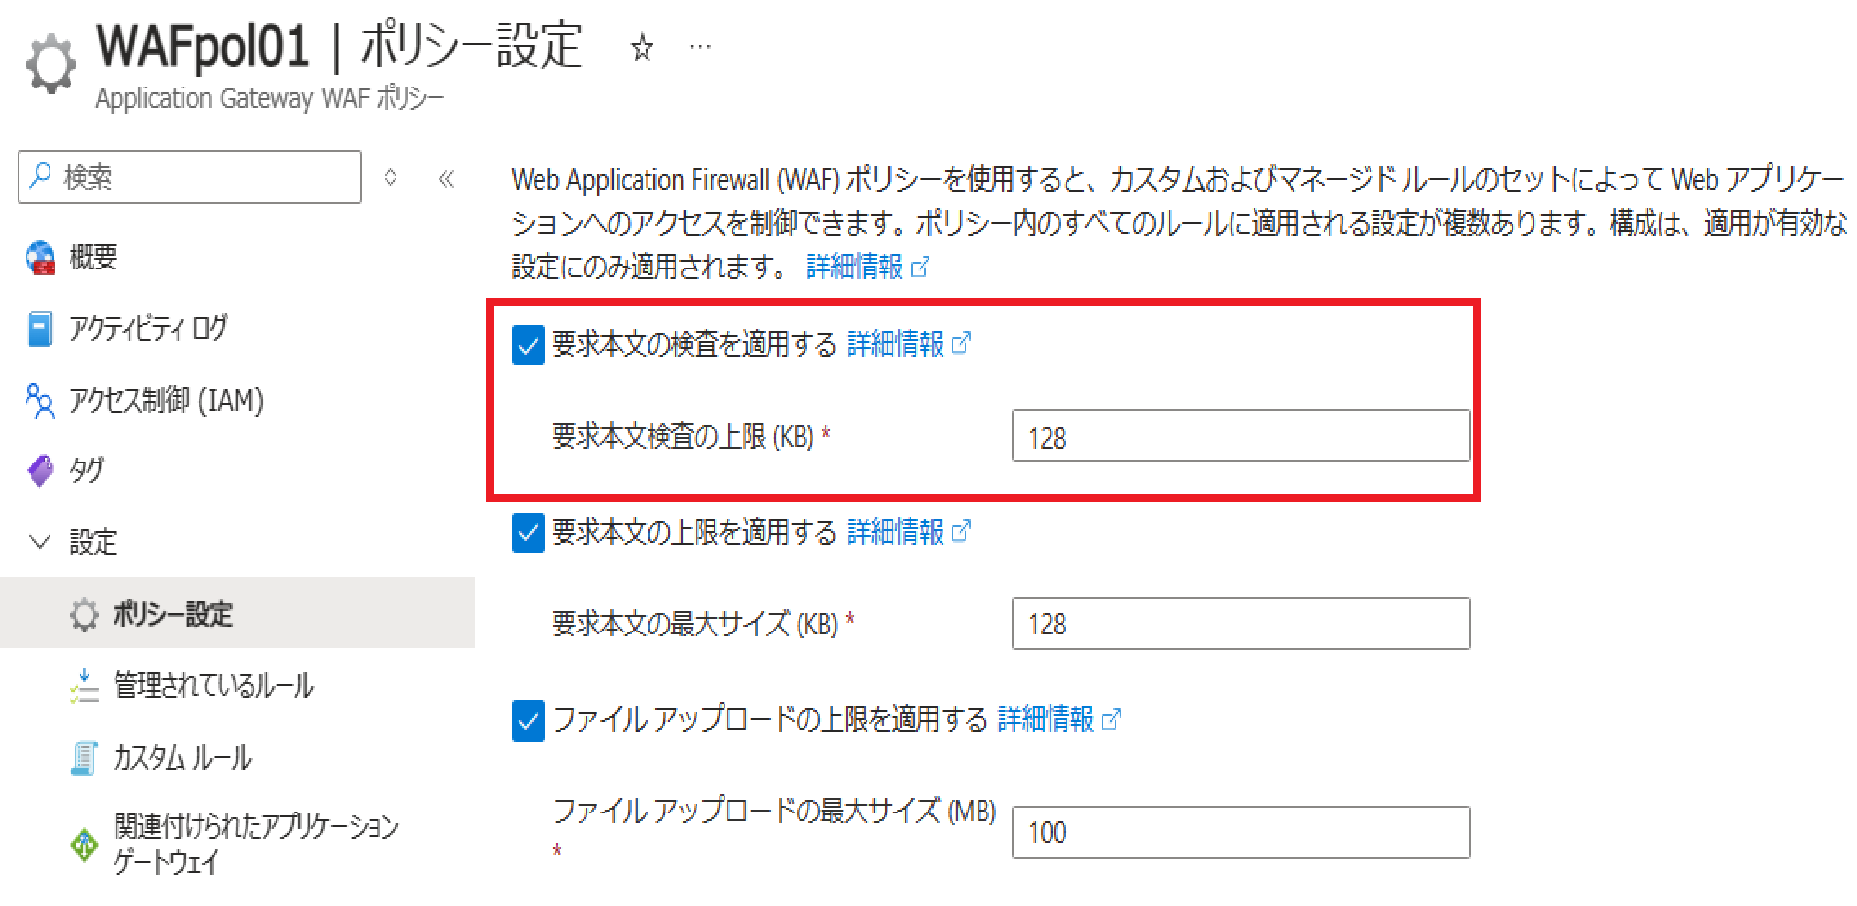 WAFpol01 | ポリシー設定 ☆ …
Application Gateway WAF ポリシー
検索
概要
アクティビティ ログ
アクセス制御 (IAM)
タグ
設定
ポリシー設定
管理されているルール
カスタム ルール
関連付けられたアプリケーション
ゲートウェイ
Web Application Firewall (WAF) ポリシーを使用すると、カスタムおよびマネージド ルールのセットによって Web アプリケー
ションへのアクセスを制御できます。ポリシー内のすべてのルールに適用される設定が複数あります。構成は、適用が有効な
設定にのみ適用されます。 詳細情報
要求本文の検査を適用する 詳細情報
要求本文検査の上限 (KB) * 128
要求本文の上限を適用する 詳細情報
要求本文の最大サイズ (KB) * 128
ファイル アップロードの上限を適用する 詳細情報
ファイル アップロードの最大サイズ (MB)
* 100